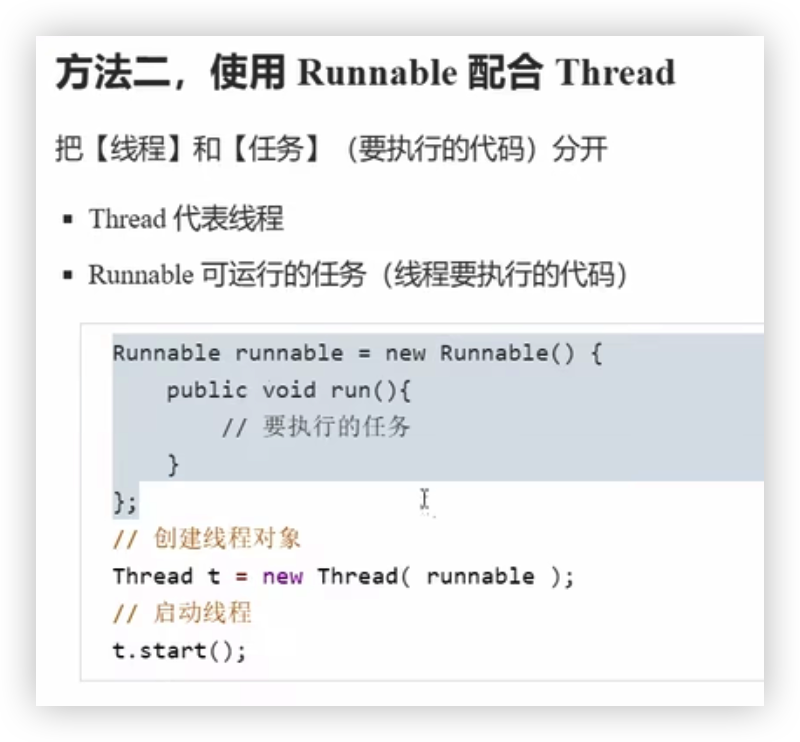 方法二，使用 Runnable 配合 Thread
把【线程】和【任务】（要执行的代码）分开
▪ Thread 代表线程
▪ Runnable 可运行的任务（线程要执行的代码）
Runnable runnable = new Runnable() {
    public void run(){
        // 要执行的任务
    }
};
// 创建线程对象
Thread t = new Thread( runnable );
// 启动线程
t.start();